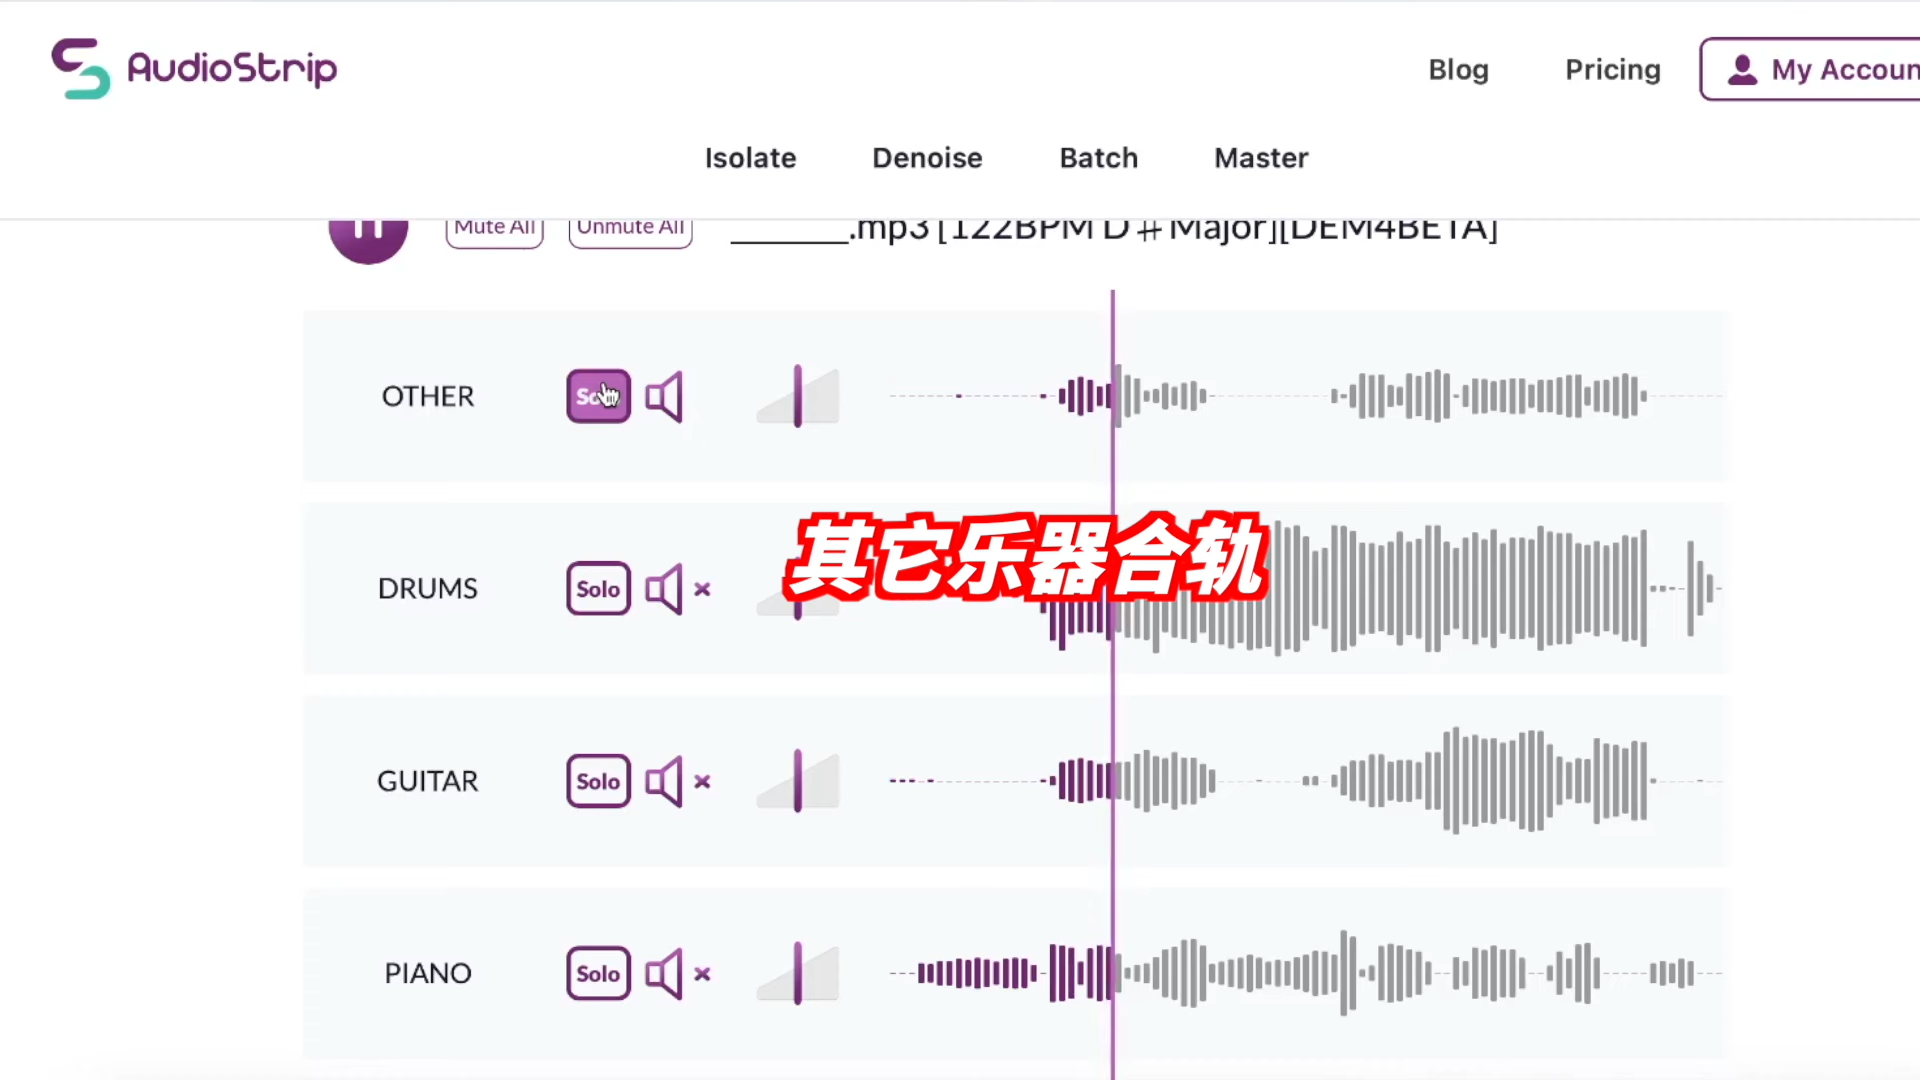 AudioStrip
Blog
Pricing
My Accoun
Isolate
Denoise
Batch
Master
Mute All
Unmute All
_______.mp3 [122BPM D#Major][DEM4BETA]
OTHER
DRUMS
Solo
其它乐器合轨
GUITAR
Solo
PIANO
Solo